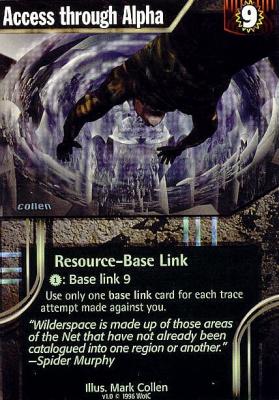 Access through Alpha
9
collen
Resource-Base Link
1: Base link 9
Use only one base link card for each trace
attempt made against you.
"Wilderspace is made up of those areas
of the Net that have not already been
catalogued into one region or another."
—Spider Murphy
Illus. Mark Collen
v1.0 © 1996 WotC